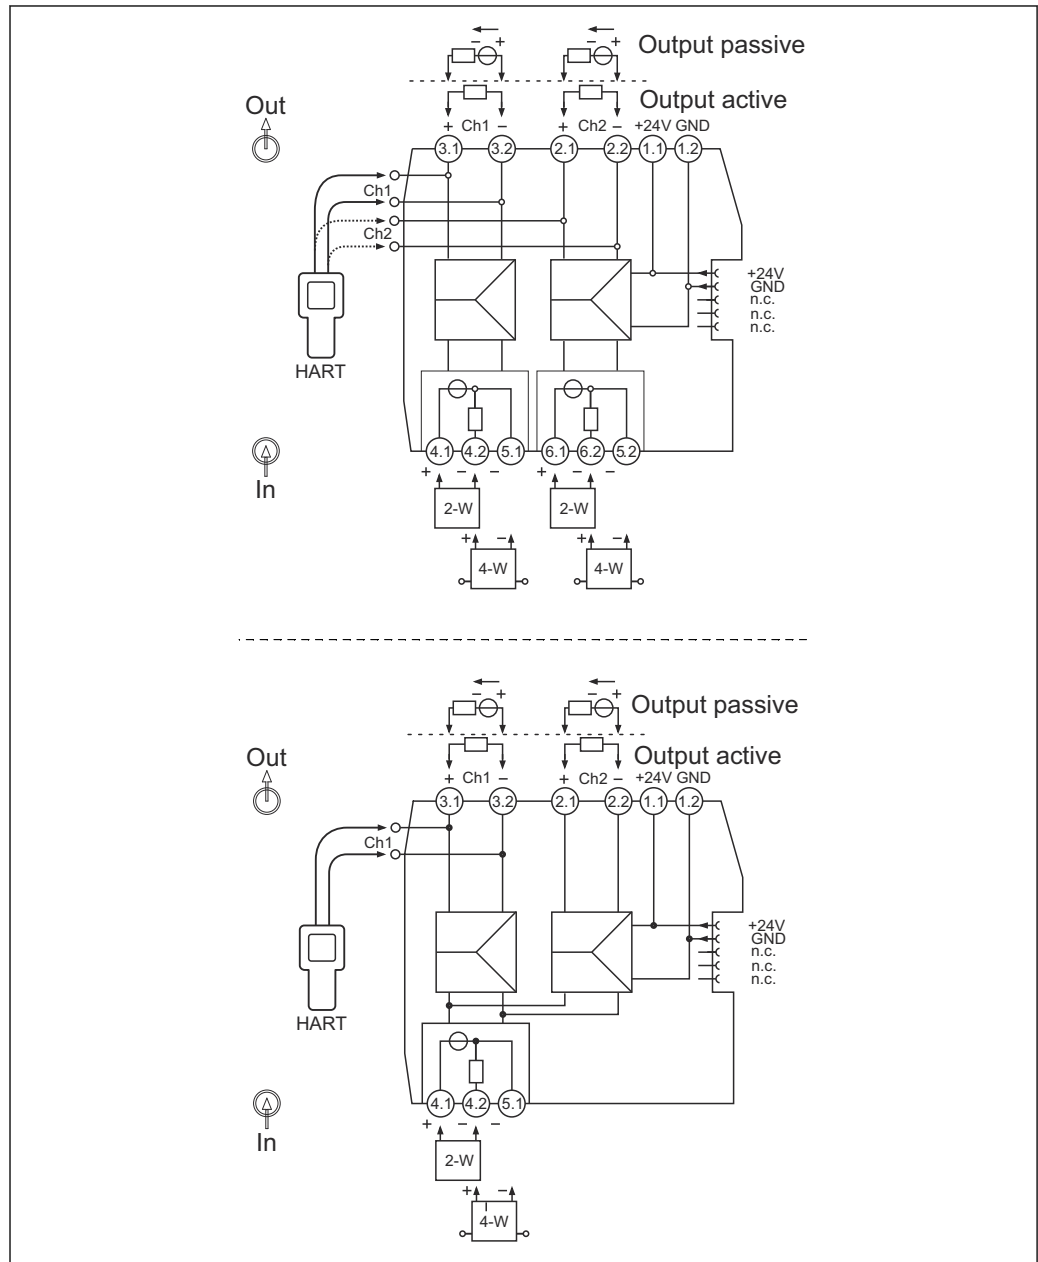 − + − + Output passive
Output active
Out
+ Ch1 − + Ch2 − +24V GND
3.1 3.2 2.1 2.2 1.1 1.2
Ch1
Ch2
+24V
GND
n.c.
n.c.
n.c.
HART
4.1 4.2 5.1 6.1 6.2 5.2
+ − − + − −
In
2-W 2-W
+ − + −
4-W 4-W
− + − + Output passive
Output active
Out
+ Ch1 − + Ch2 − +24V GND
3.1 3.2 2.1 2.2 1.1 1.2
Ch1
+24V
GND
n.c.
n.c.
n.c.
HART
4.1 4.2 5.1
+ − −
In
2-W
+ −
4-W